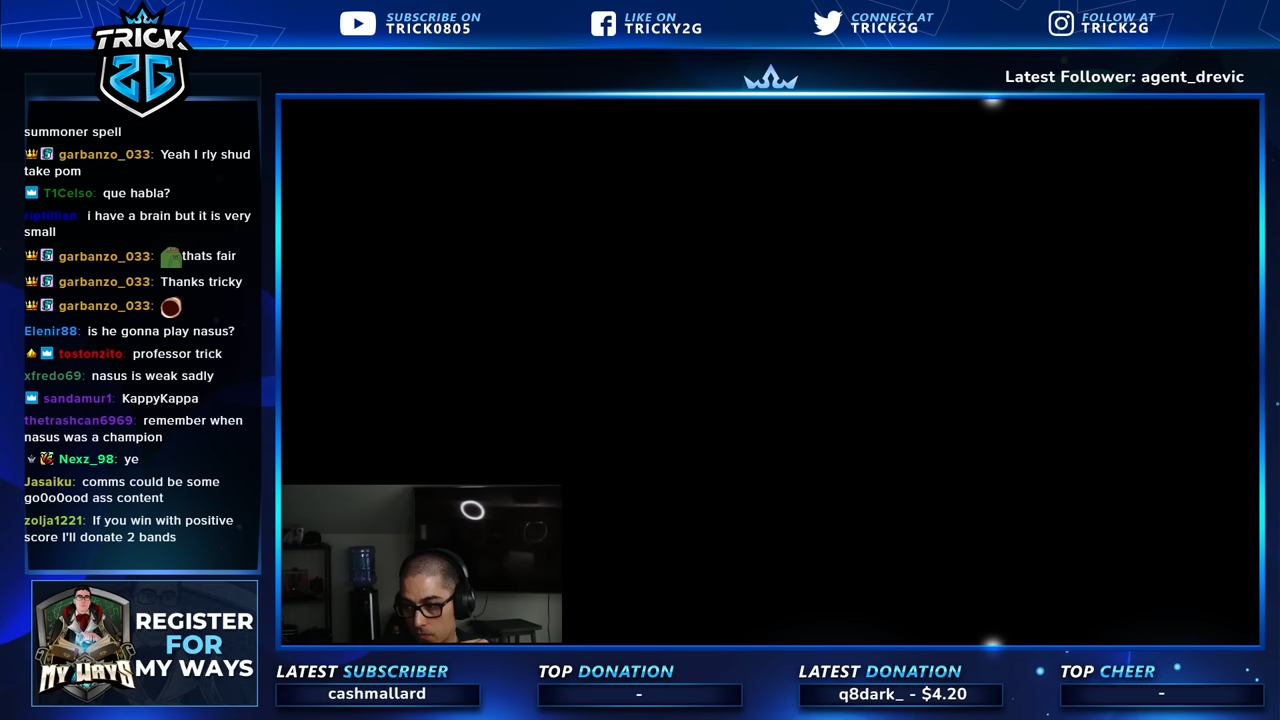 TRICK
2G
SUBSCRIBE ON
TRICK0805
LIKE ON
TRICKY2G
CONNECT AT
TRICK2G
FOLLOW AT
TRICK2G
Latest Follower: agent_drevic
summoner spell
garbanzo_033: Yeah I rly shud
take pom
T1Celso: que habla?
riptillian i have a brain but it is very
small
garbanzo_033: thats fair
garbanzo_033: Thanks tricky
garbanzo_033:
Elenir88: is he gonna play nasus?
tostonzito: professor trick
xfredo69: nasus is weak sadly
sandamur1: KappyKappa
thetrashcan6969: remember when
nasus was a champion
Nexz_98: ye
Jasaiku: comms could be some
go0o0ood ass content
zolja1221: If you win with positive
score I'll donate 2 bands
MY WAYS
REGISTER
FOR
MY WAYS
LATEST SUBSCRIBER
cashmallard
TOP DONATION
-
LATEST DONATION
q8dark_ - $4.20
TOP CHEER
-